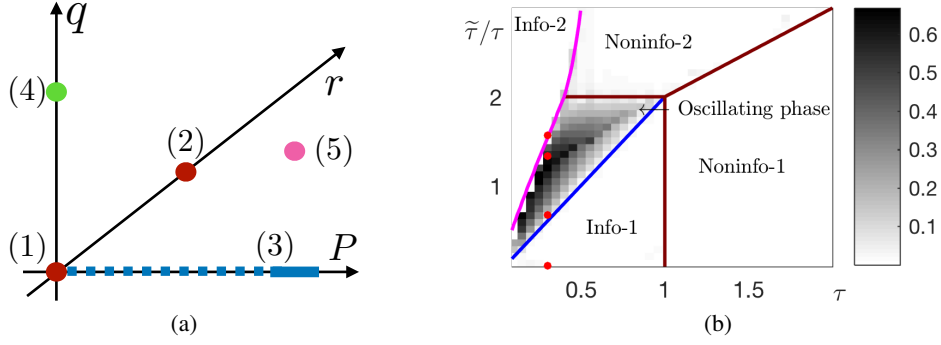 q
r
(4)
(2)
(5)
(1)
(3)
P
(a)
τ̃/τ
Info-2
Noninfo-2
2
← Oscillating phase
Noninfo-1
1
Info-1
0.5
1
1.5
τ
0.6
0.5
0.4
0.3
0.2
0.1
(b)